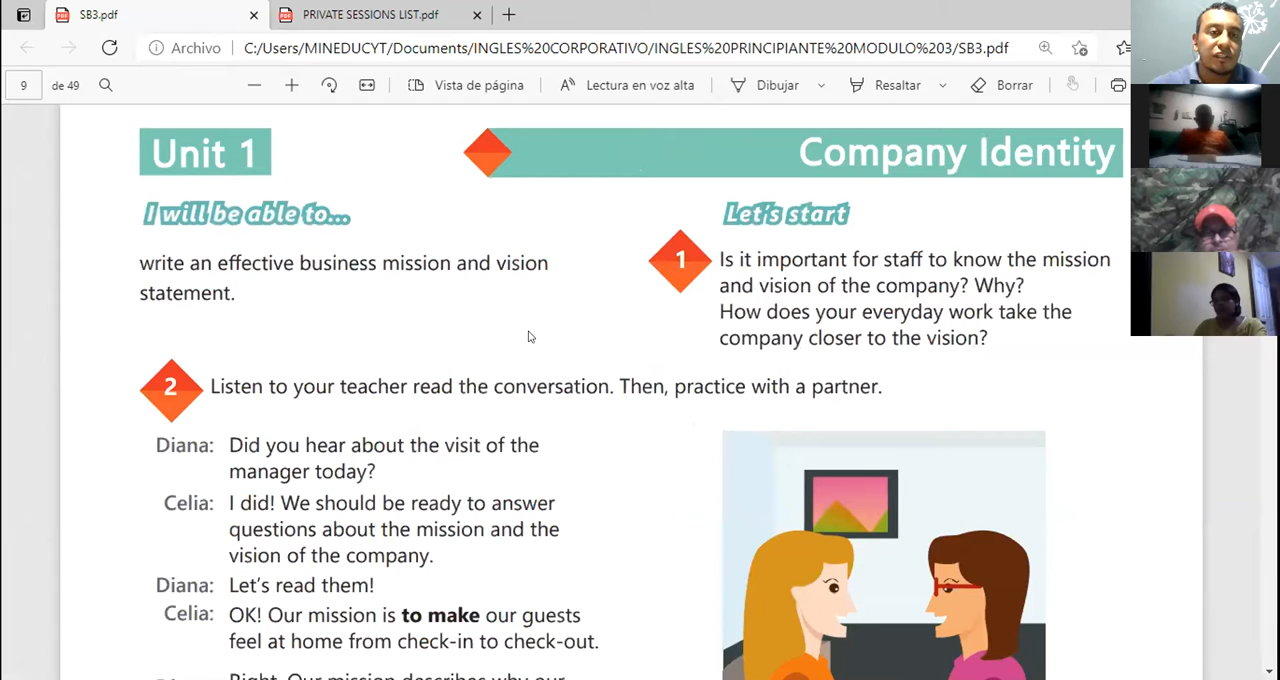 SB3.pdf
PRIVATE SESSIONS LIST.pdf
Archivo
C:/Users/MINEDUCYT/Documents/INGLES%20CORPORATIVO/INGLES%20PRINCIPIANTE%20MODULO%203/SB3.pdf
9
de 49
Vista de página
Lectura en voz alta
Dibujar
Resaltar
Borrar
Unit 1
Company Identity
I will be able to...
write an effective business mission and vision
statement.
Let's start
1
Is it important for staff to know the mission
and vision of the company? Why?
How does your everyday work take the
company closer to the vision?
2
Listen to your teacher read the conversation. Then, practice with a partner.
Diana: Did you hear about the visit of the
manager today?
Celia: I did! We should be ready to answer
questions about the mission and the
vision of the company.
Diana: Let's read them!
Celia: OK! Our mission is to make our guests
feel at home from check-in to check-out.
Right. Our mission describes why our